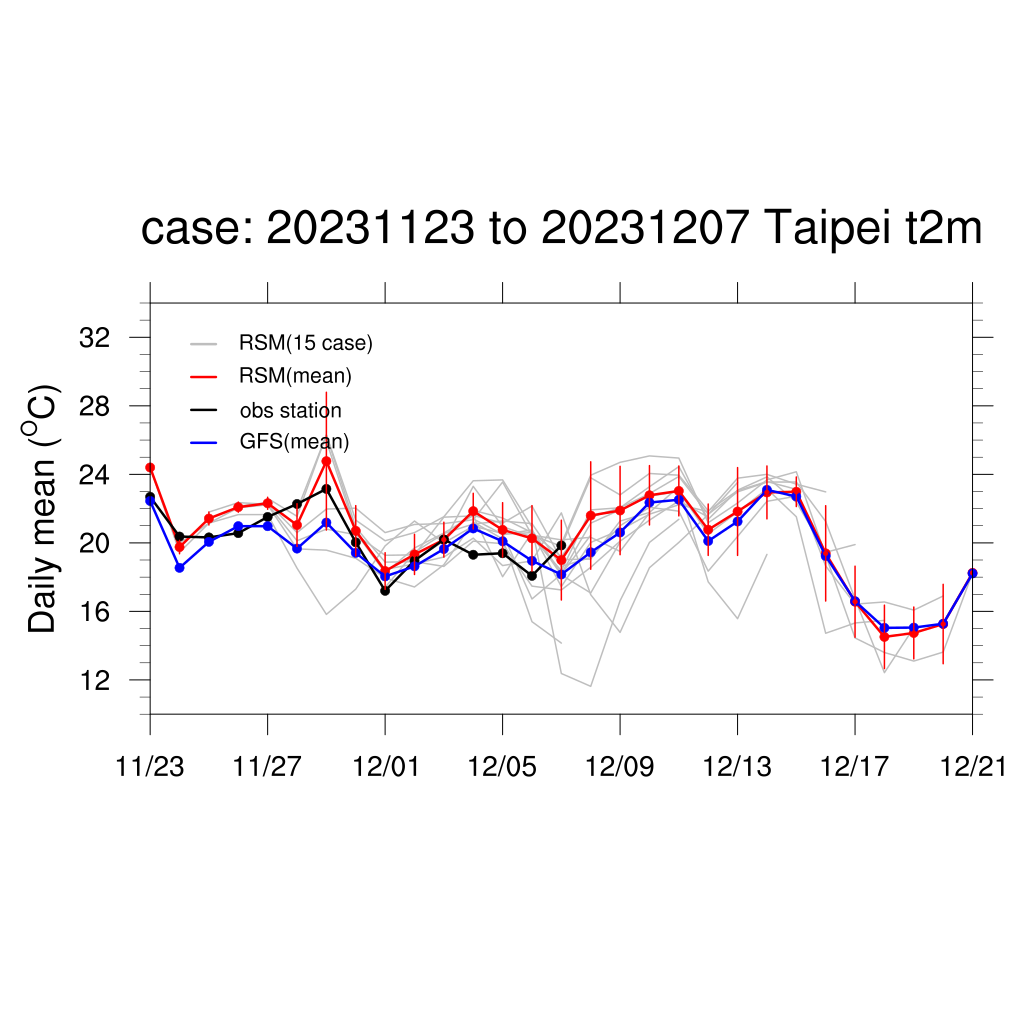 case: 20231123 to 20231207 Taipei t2m
Daily mean (°C)
32
28
24
20
16
12
RSM(15 case)
RSM(mean)
obs station
GFS(mean)
11/23 11/27 12/01 12/05 12/09 12/13 12/17 12/21